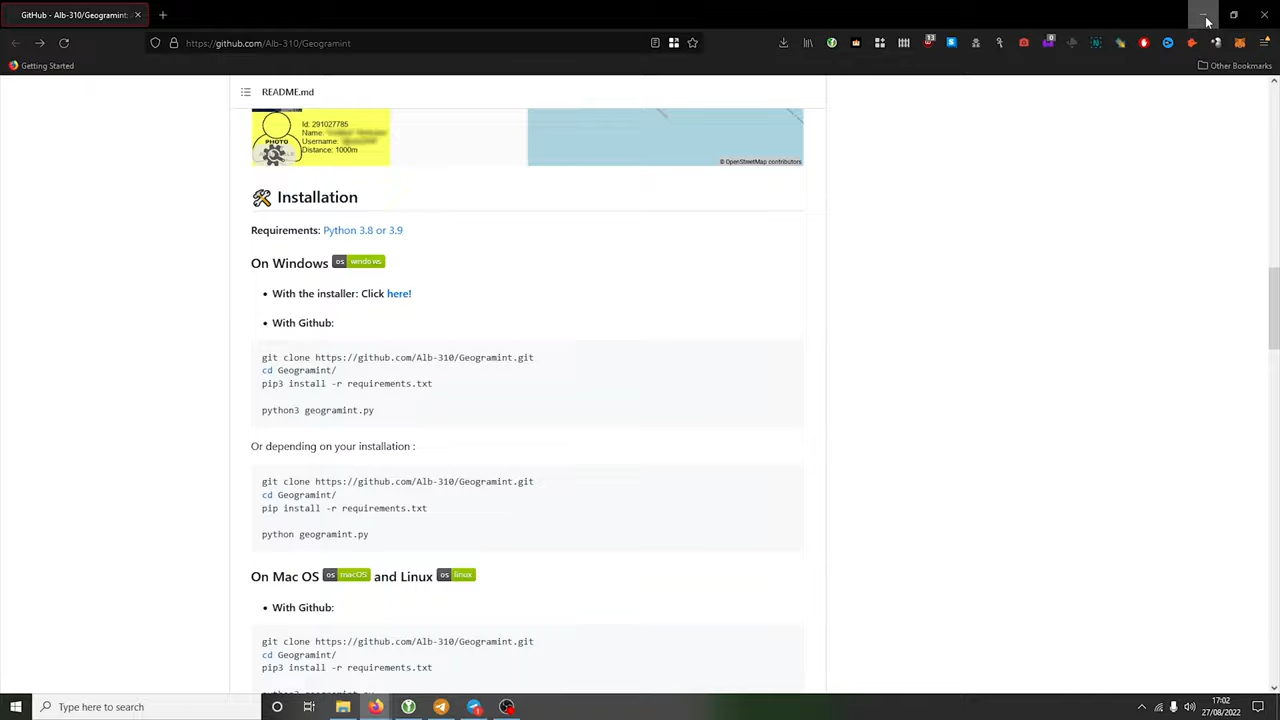 GitHub - Alb-310/Geogramint:
https://github.com/Alb-310/Geogramint
13
0
Getting Started
Other Bookmarks
README.md
PHOTO
Id: 291027785
Name:
Username:
Distance: 1000m
© OpenStreetMap contributors
🛠 Installation
Requirements: Python 3.8 or 3.9
On Windows os windows
• With the installer: Click here!
• With Github:
git clone https://github.com/Alb-310/Geogramint.git
cd Geogramint/
pip3 install -r requirements.txt
python3 geogramint.py
Or depending on your installation :
git clone https://github.com/Alb-310/Geogramint.git
cd Geogramint/
pip install -r requirements.txt
python geogramint.py
On Mac OS os macOS and Linux os linux
• With Github:
git clone https://github.com/Alb-310/Geogramint.git
cd Geogramint/
pip3 install -r requirements.txt
python3 geogramint.py
Type here to search
17:02
27/08/2022